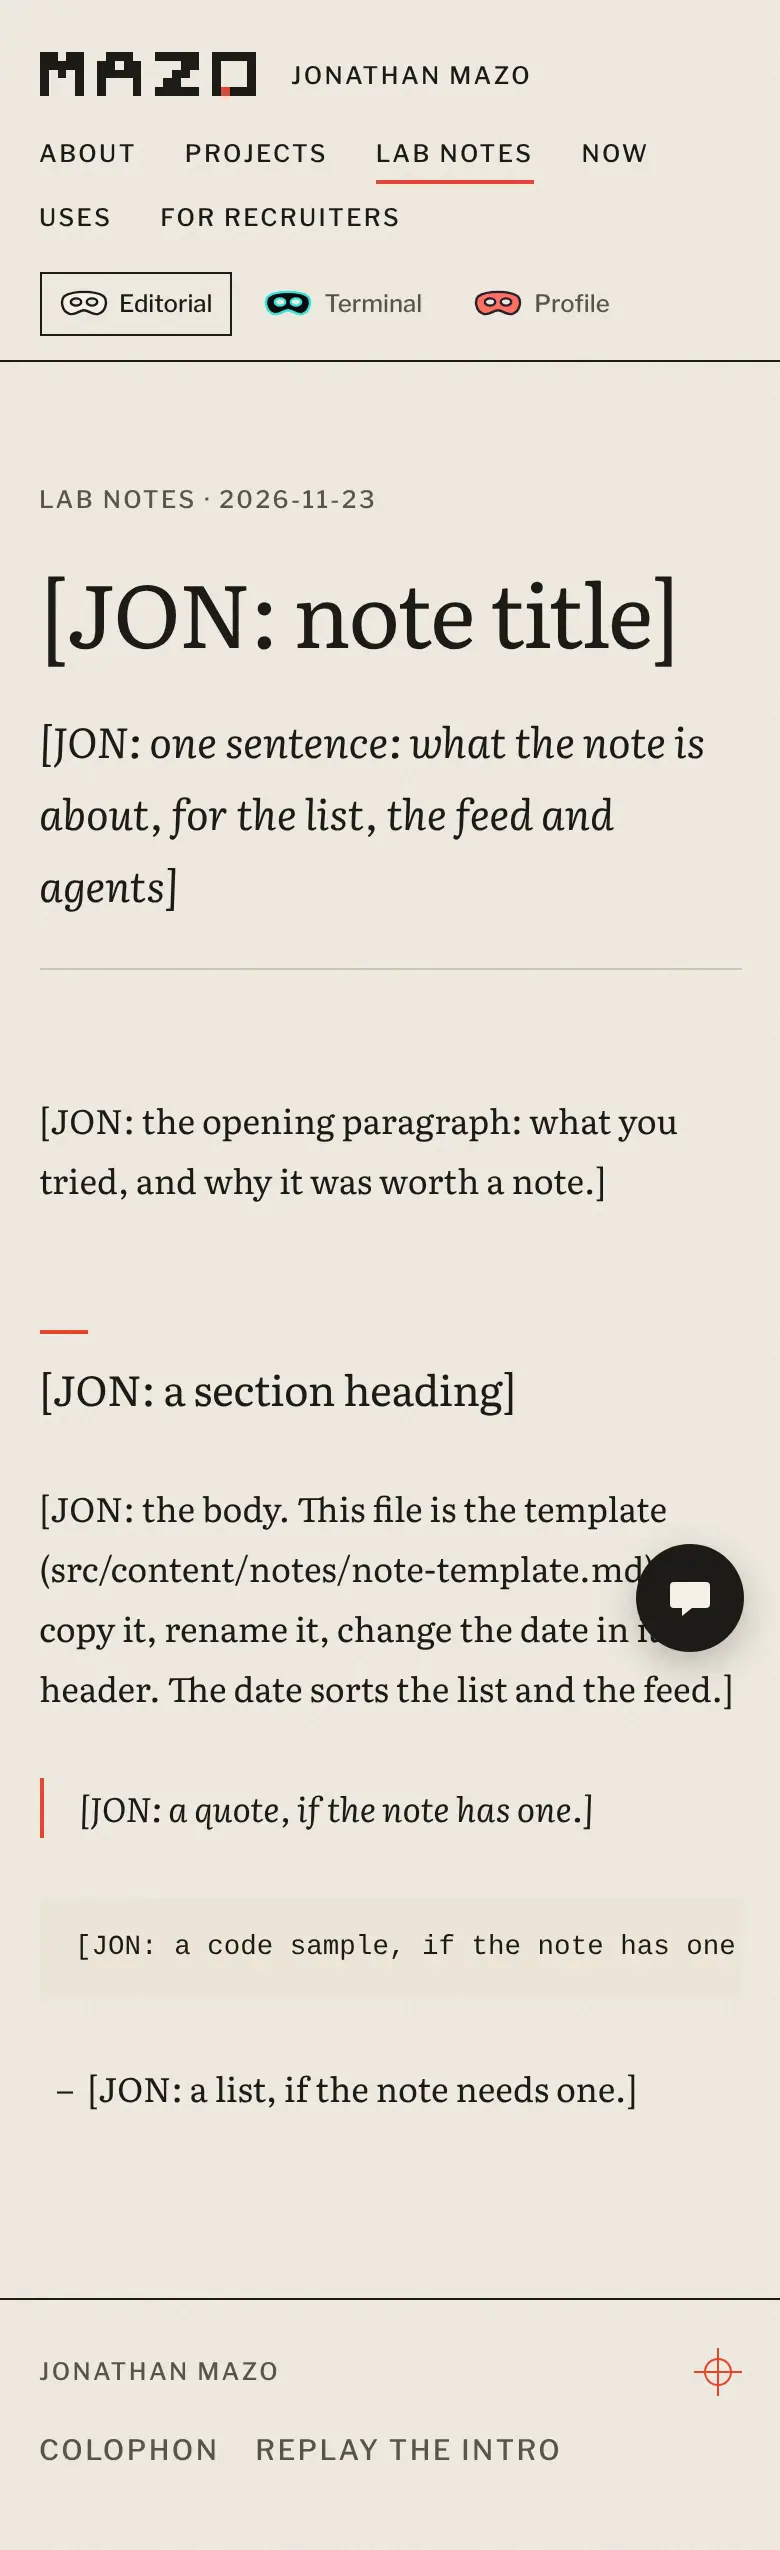 MAZO JONATHAN MAZO
ABOUT PROJECTS LAB NOTES NOW
USES FOR RECRUITERS
Editorial Terminal Profile
LAB NOTES · 2026-11-23
[JON: note title]
[JON: one sentence: what the note is
about, for the list, the feed and
agents]
[JON: the opening paragraph: what you
tried, and why it was worth a note.]
[JON: a section heading]
[JON: the body. This file is the template
(src/content/notes/note-template.md)
copy it, rename it, change the date in
header. The date sorts the list and the feed.]
[JON: a quote, if the note has one.]
[JON: a code sample, if the note has one
– [JON: a list, if the note needs one.]
JONATHAN MAZO
COLOPHON REPLAY THE INTRO